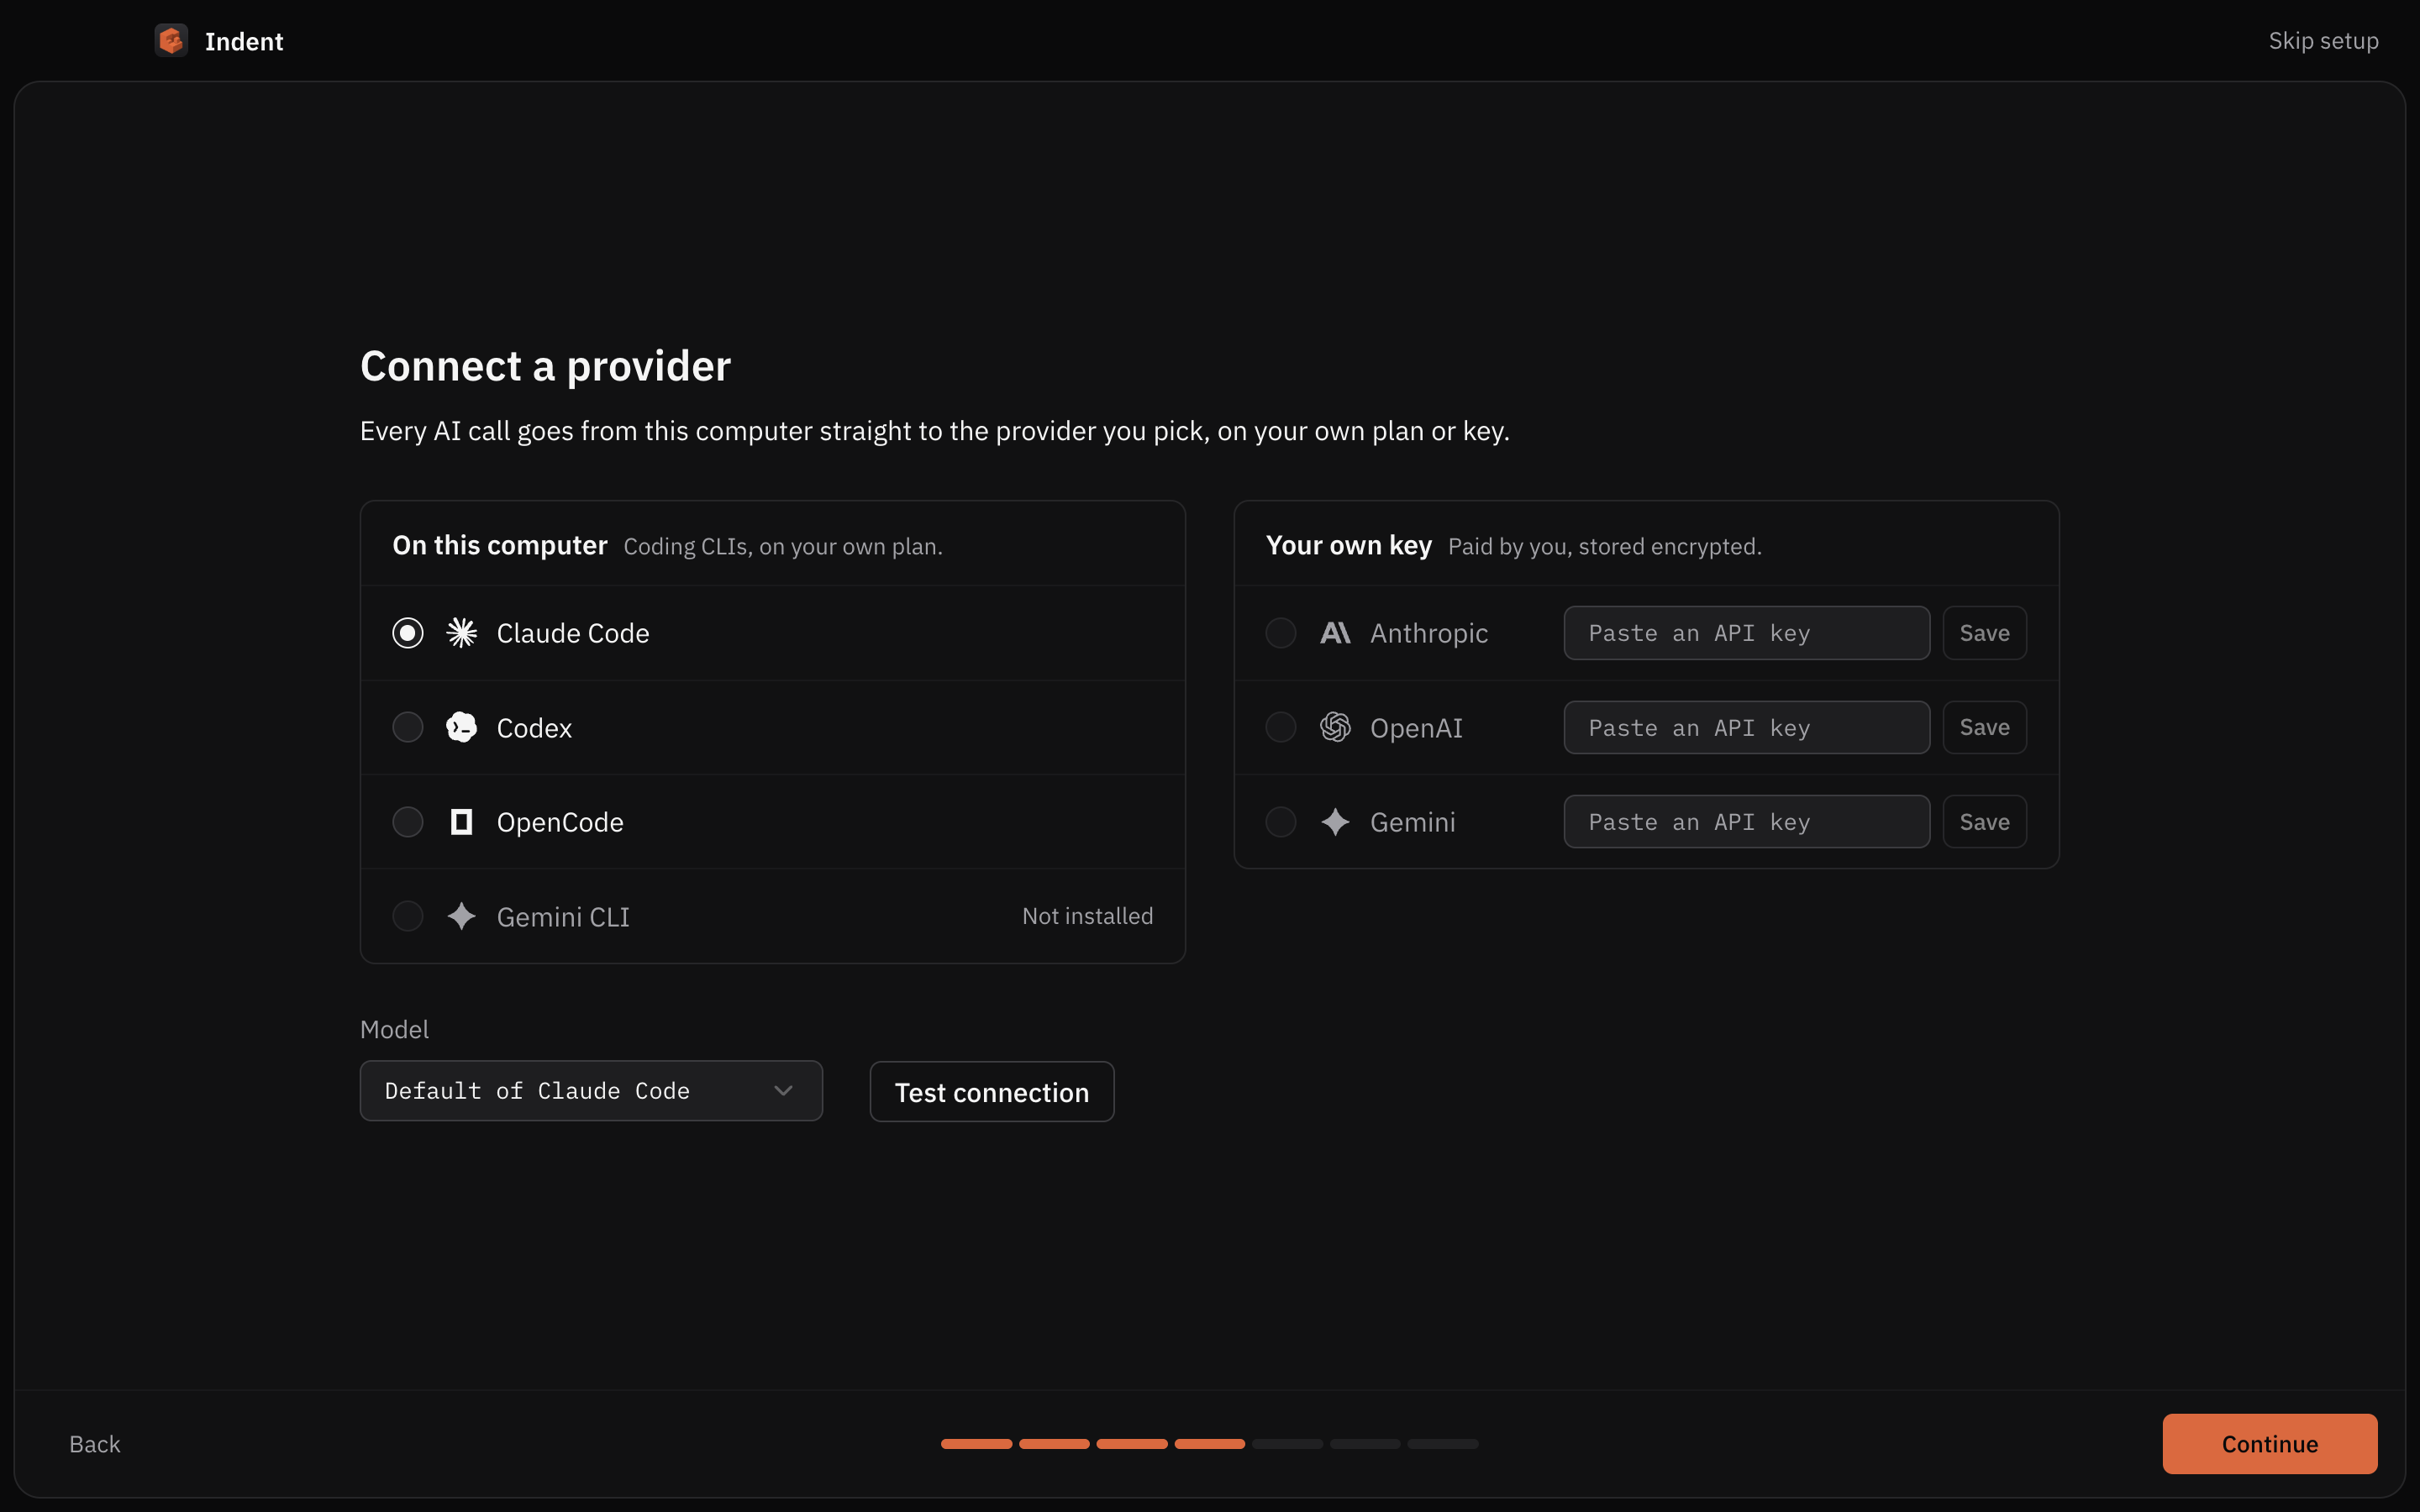 Indent
Skip setup
Connect a provider
Every AI call goes from this computer straight to the provider you pick, on your own plan or key.
On this computer Coding CLIs, on your own plan.
Claude Code
Codex
OpenCode
Gemini CLI Not installed
Your own key Paid by you, stored encrypted.
Anthropic Paste an API key Save
OpenAI Paste an API key Save
Gemini Paste an API key Save
Model
Default of Claude Code
Test connection
Back
Continue